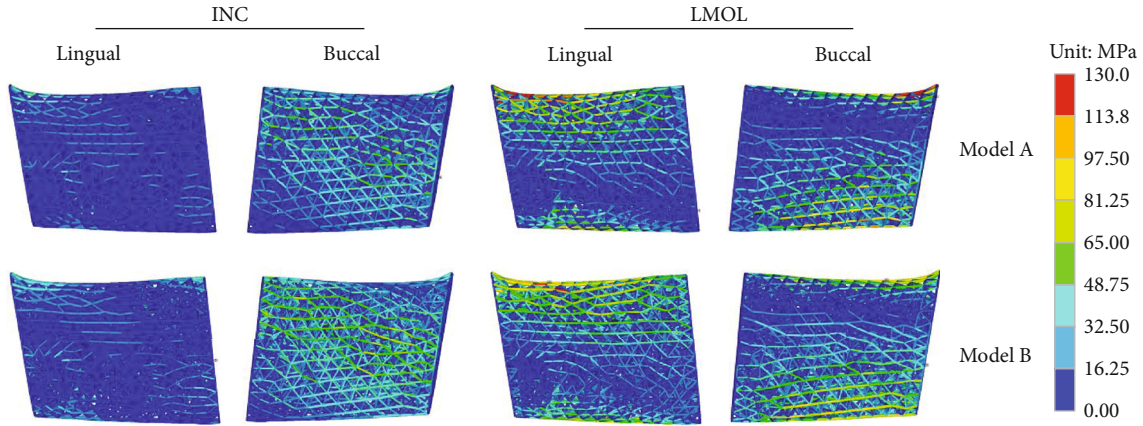 INC
LMOL
Lingual
Buccal
Lingual
Buccal
Unit: MPa
130.0
113.8
97.50
81.25
65.00
48.75
32.50
16.25
0.00
Model A
Model B